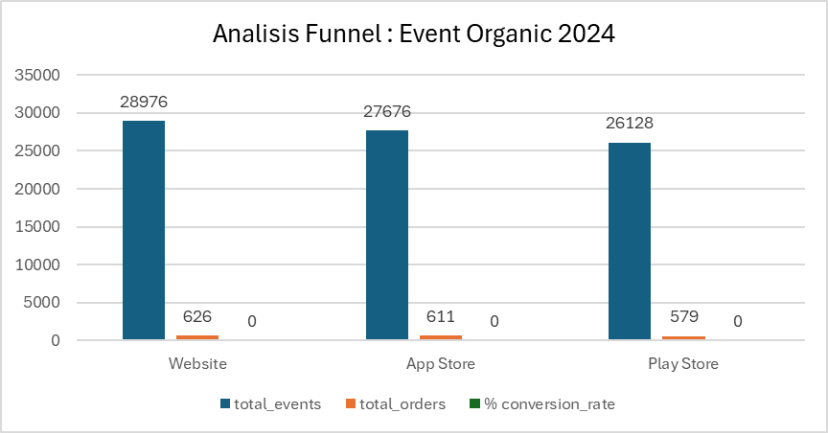 Analisis Funnel : Event Organic 2024
35000
30000
25000
20000
15000
10000
5000
0
28976
626
0
27676
611
0
26128
579
0
Website
App Store
Play Store
total_events
total_orders
% conversion_rate